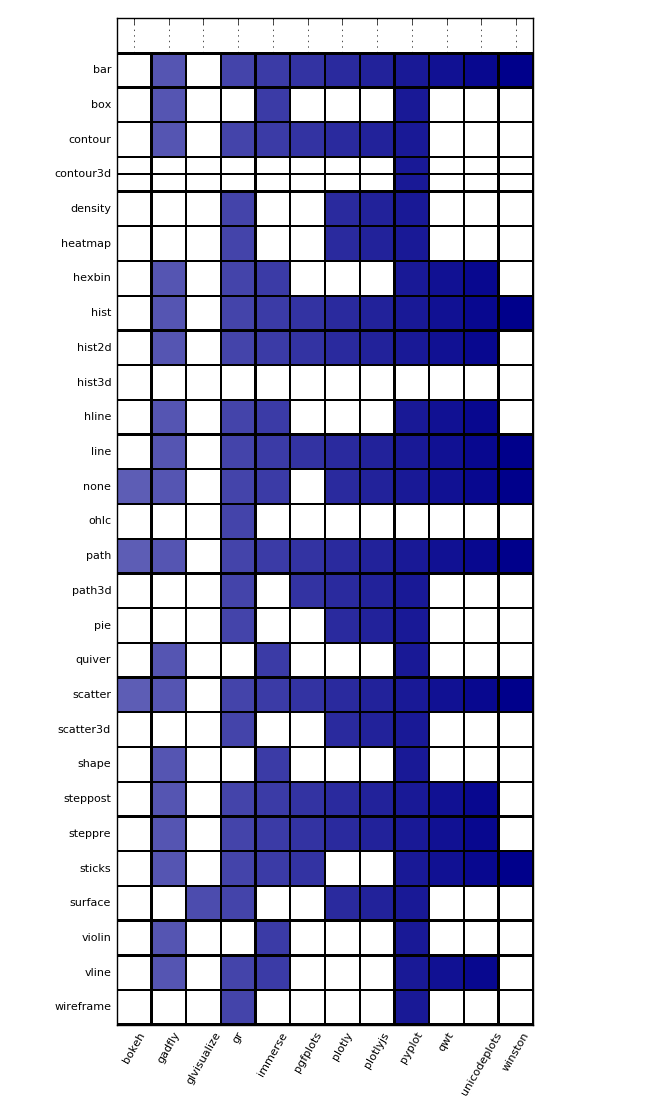 bar
box
contour
contour3d
density
heatmap
hexbin
hist
hist2d
hist3d
hline
line
none
ohlc
path
path3d
pie
quiver
scatter
scatter3d
shape
steppost
steppre
sticks
surface
violin
vline
wireframe
bokeh
gadfly
glvisualize
gr
immerse
pgfplots
plotly
plotlyjs
pyplot
qwt
unicodeplots
winston